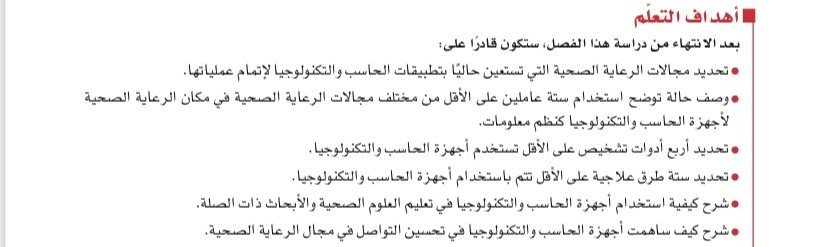 أهداف التعلّم
بعد الانتهاء من دراسة هذا الفصل، ستكون قادرًا على:
• تحديد مجالات الرعاية الصحية التي تستعين حاليًا بتطبيقات الحاسب والتكنولوجيا لإتمام عملياتها.
• وصف حالة توضح استخدام ستة عاملين على الأقل من مختلف مجالات الرعاية الصحية في مكان الرعاية الصحية
لأجهزة الحاسب والتكنولوجيا كنظم معلومات.
• تحديد أربع أدوات تشخيص على الأقل تستخدم أجهزة الحاسب والتكنولوجيا.
• تحديد ستة طرق علاجية على الأقل تتم باستخدام أجهزة الحاسب والتكنولوجيا.
• شرح كيفية استخدام أجهزة الحاسب والتكنولوجيا في تعليم العلوم الصحية والأبحاث ذات الصلة.
• شرح كيف ساهمت أجهزة الحاسب والتكنولوجيا في تحسين التواصل في مجال الرعاية الصحية.